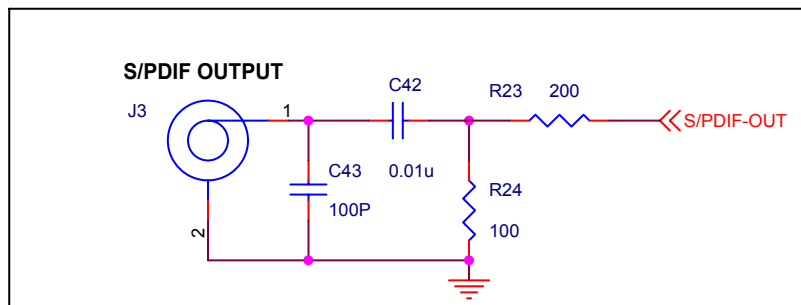 S/PDIF OUTPUT
J3
1
C42
0.01u
R23 200
S/PDIF-OUT
C43
100P
R24
100
2